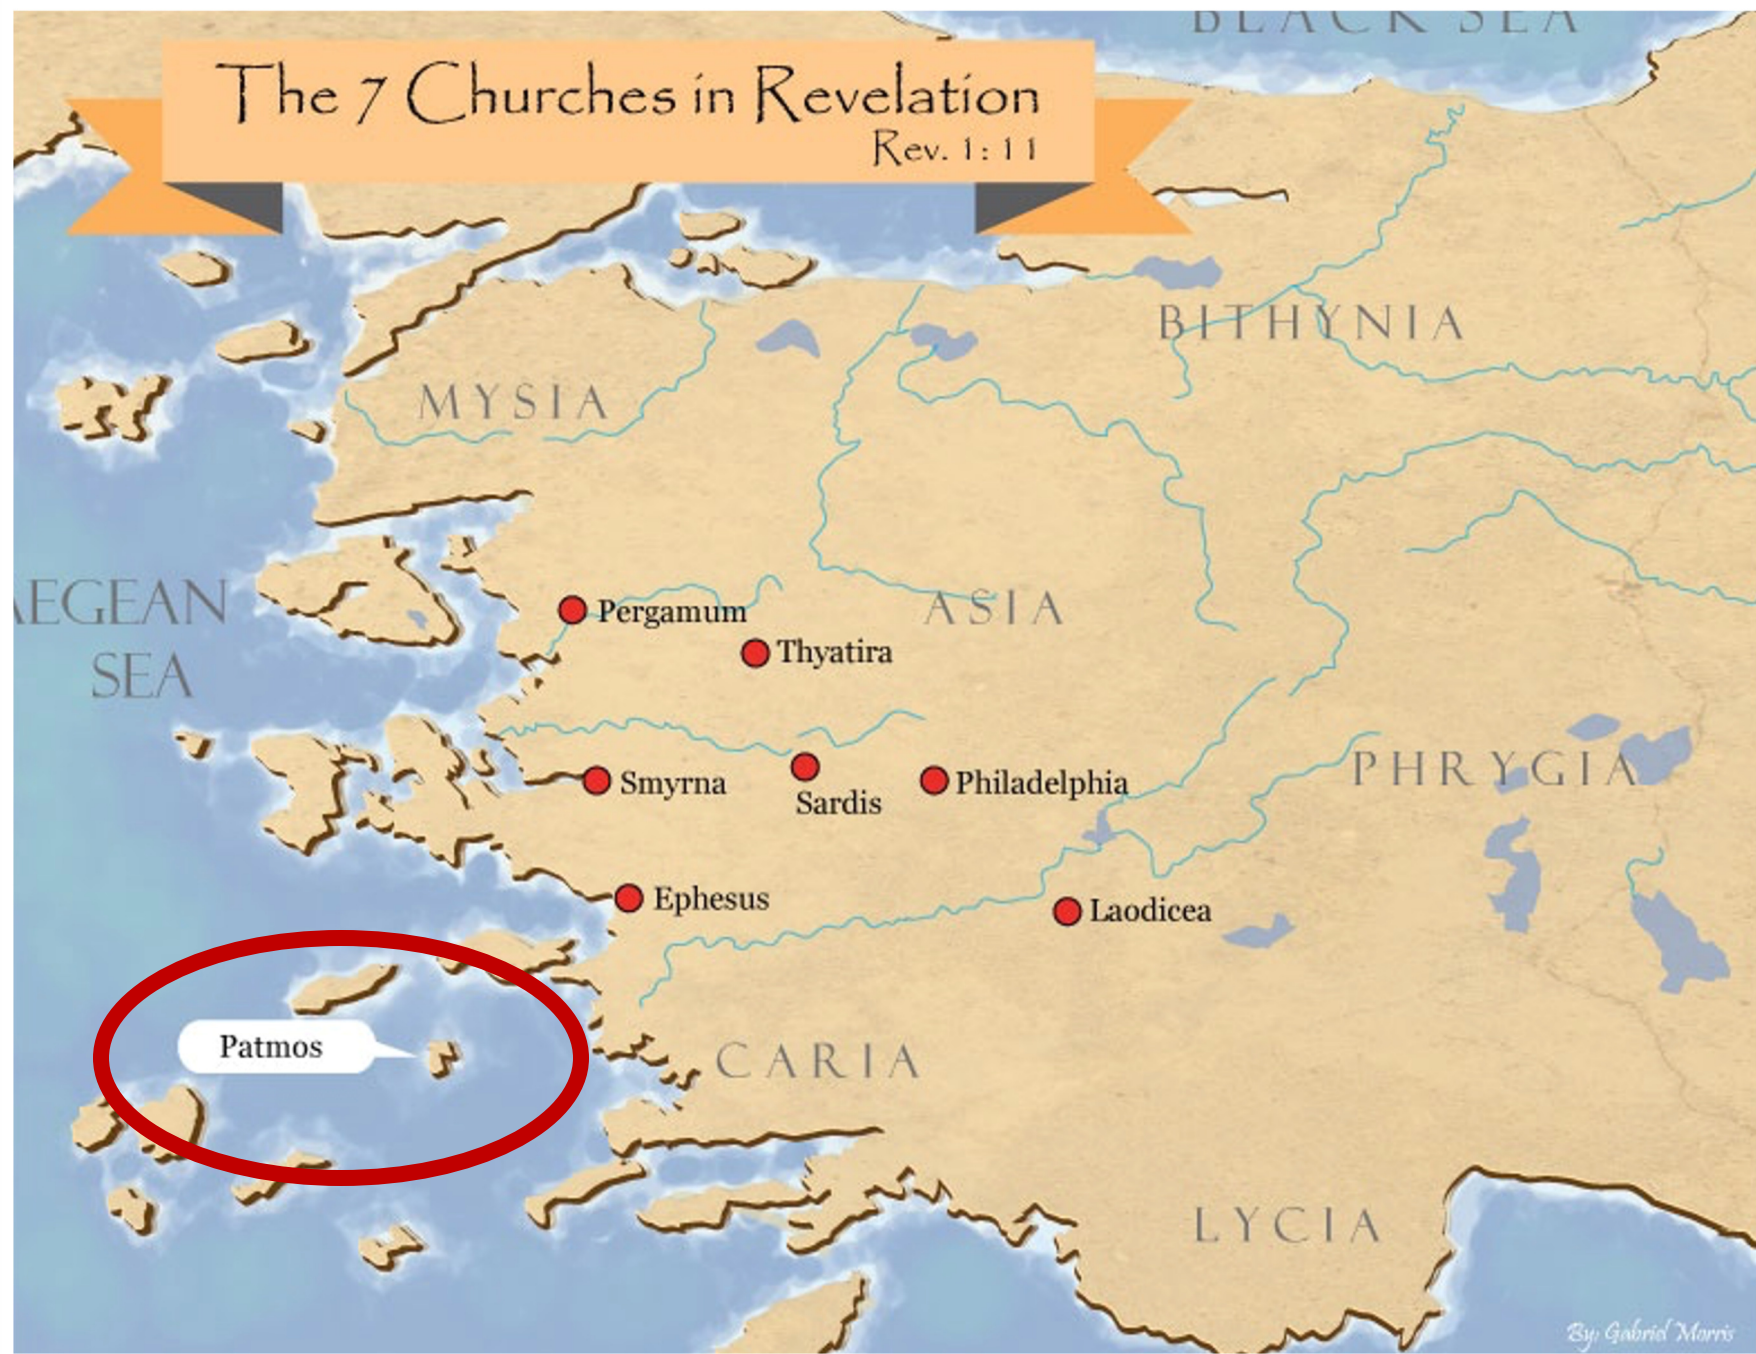 BLACK SEA
The 7 Churches in Revelation
Rev. 1:11
BITHYNIA
MYSIA
AEGEAN
SEA
Pergamum
ASIA
Thyatira
PHRYGIA
Smyrna
Sardis
Philadelphia
Ephesus
Laodicea
Patmos
CARIA
LYCIA
By: Gabriel Morris